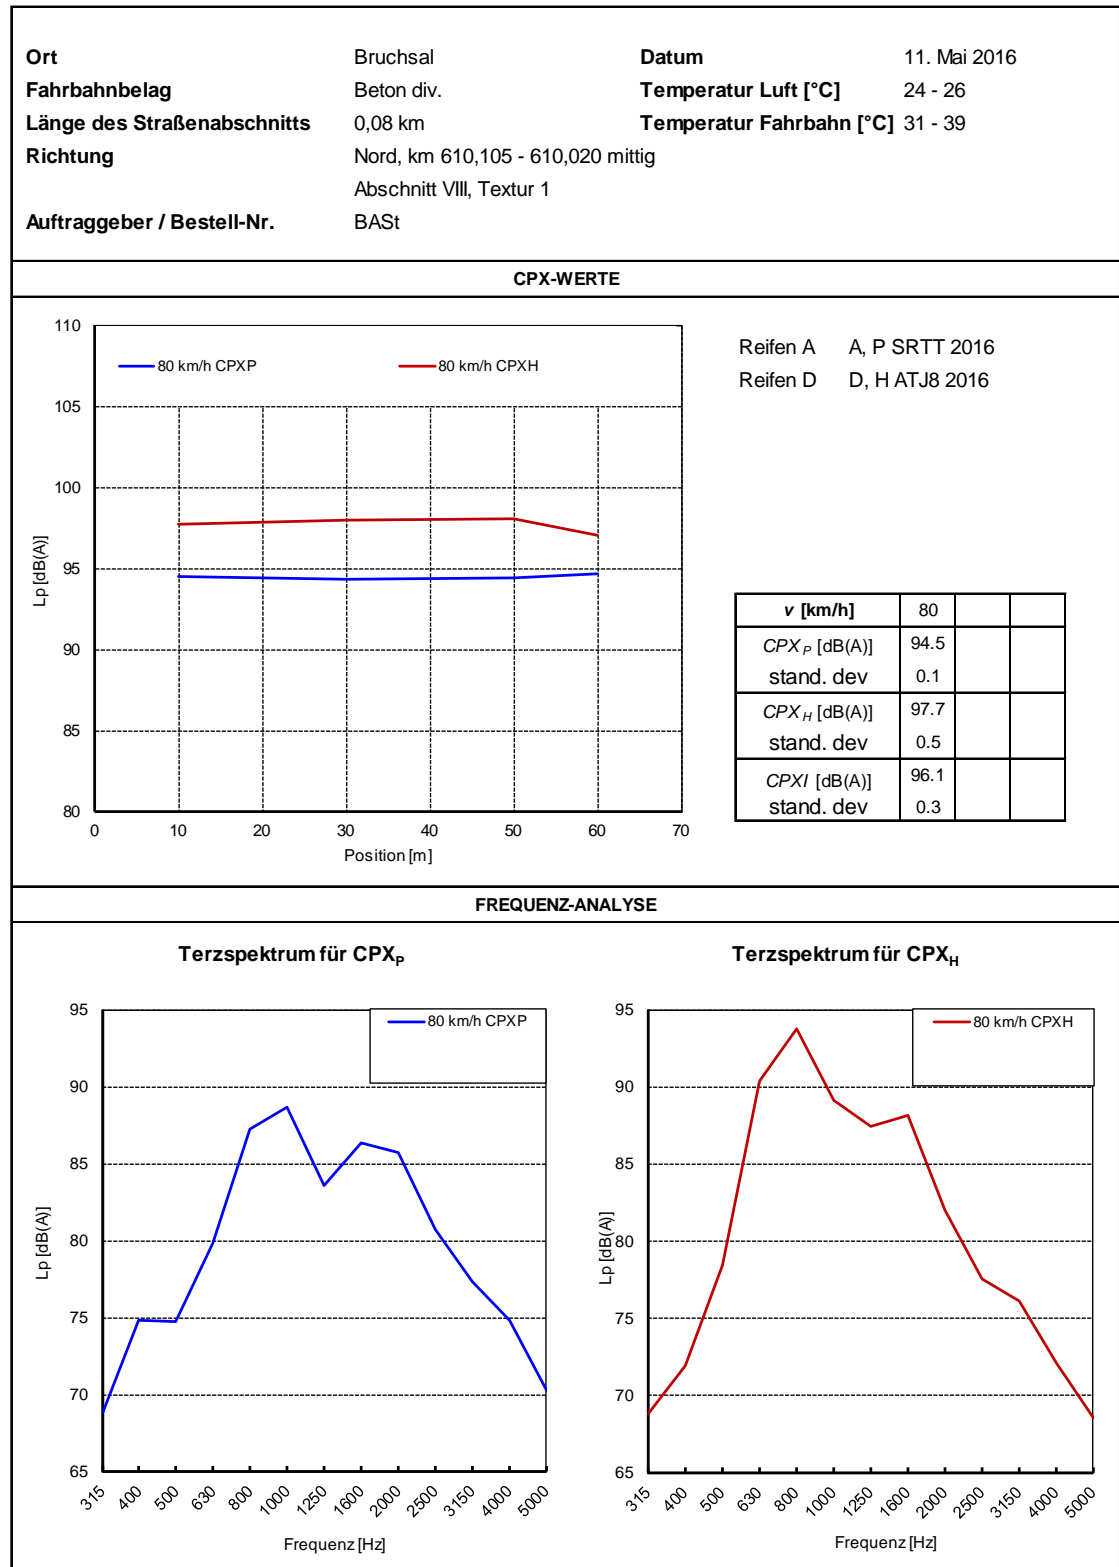 Ort Bruchsal Datum 11. Mai 2016
Fahrbahnbelag Beton div. Temperatur Luft [°C] 24 - 26
Länge des Straßenabschnitts 0,08 km Temperatur Fahrbahn [°C] 31 - 39
Richtung Nord, km 610,105 - 610,020 mittig
Abschnitt VIII, Textur 1
Auftraggeber / Bestell-Nr. BASt
CPX-WERTE
110
105
100
95
90
85
80
Lp [dB(A)]
80 km/h CPXP 80 km/h CPXH
0 10 20 30 40 50 60 70
Position [m]
Reifen A A, P SRTT 2016
Reifen D D, H ATJ8 2016
v [km/h] 80
CPX P [dB(A)] 94.5
stand. dev 0.1
CPX H [dB(A)] 97.7
stand. dev 0.5
CPXI [dB(A)] 96.1
stand. dev 0.3
FREQUENZ-ANALYSE
Terzspektrum für CPXP
95
90
85
80
75
70
65
Lp [dB(A)]
80 km/h CPXP
315 400 500 630 800 1000 1250 1600 2000 2500 3150 4000 5000
Frequenz [Hz]
Terzspektrum für CPXH
95
90
85
80
75
70
65
Lp [dB(A)]
80 km/h CPXH
315 400 500 630 800 1000 1250 1600 2000 2500 3150 4000 5000
Frequenz [Hz]